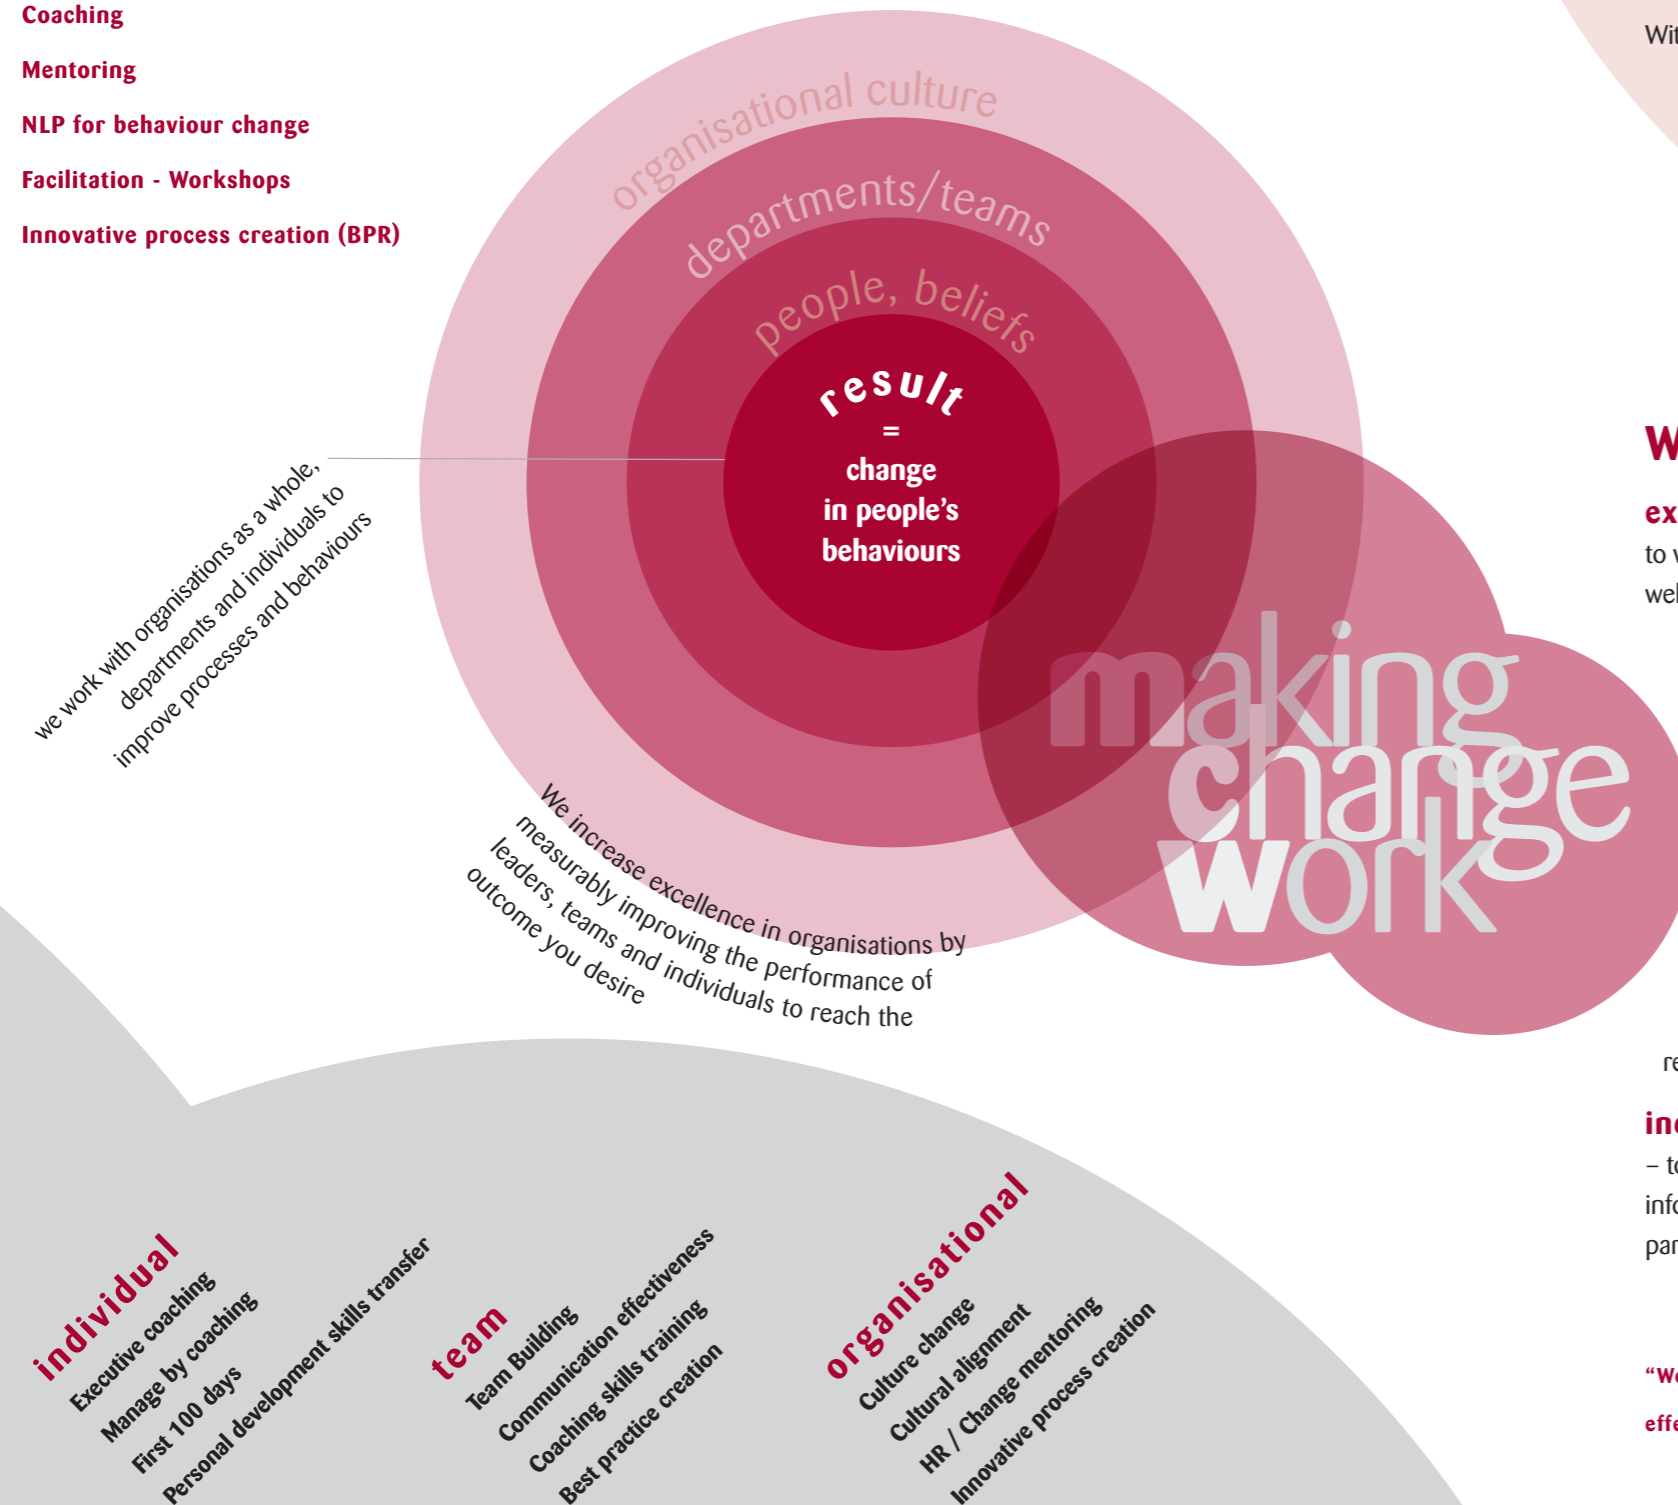 Coaching
Mentoring
NLP for behaviour change
Facilitation - Workshops
Innovative process creation (BPR)
organisational culture
departments/teams
people, beliefs
result
=
change
in people’s
behaviours
we work with organisations as a whole,
departments and individuals to
improve processes and behaviours
making
change
work
We increase excellence in organisations by
measurably improving the performance of
leaders, teams and individuals to reach the
outcome you desire
individual
Executive coaching
Manage by coaching
First 100 days
Personal development skills transfer
team
Team Building
Communication effectiveness
Coaching skills training
Best practice creation
organisational
Culture change
Cultural alignment
HR / Change mentoring
Innovative process creation
to
– to